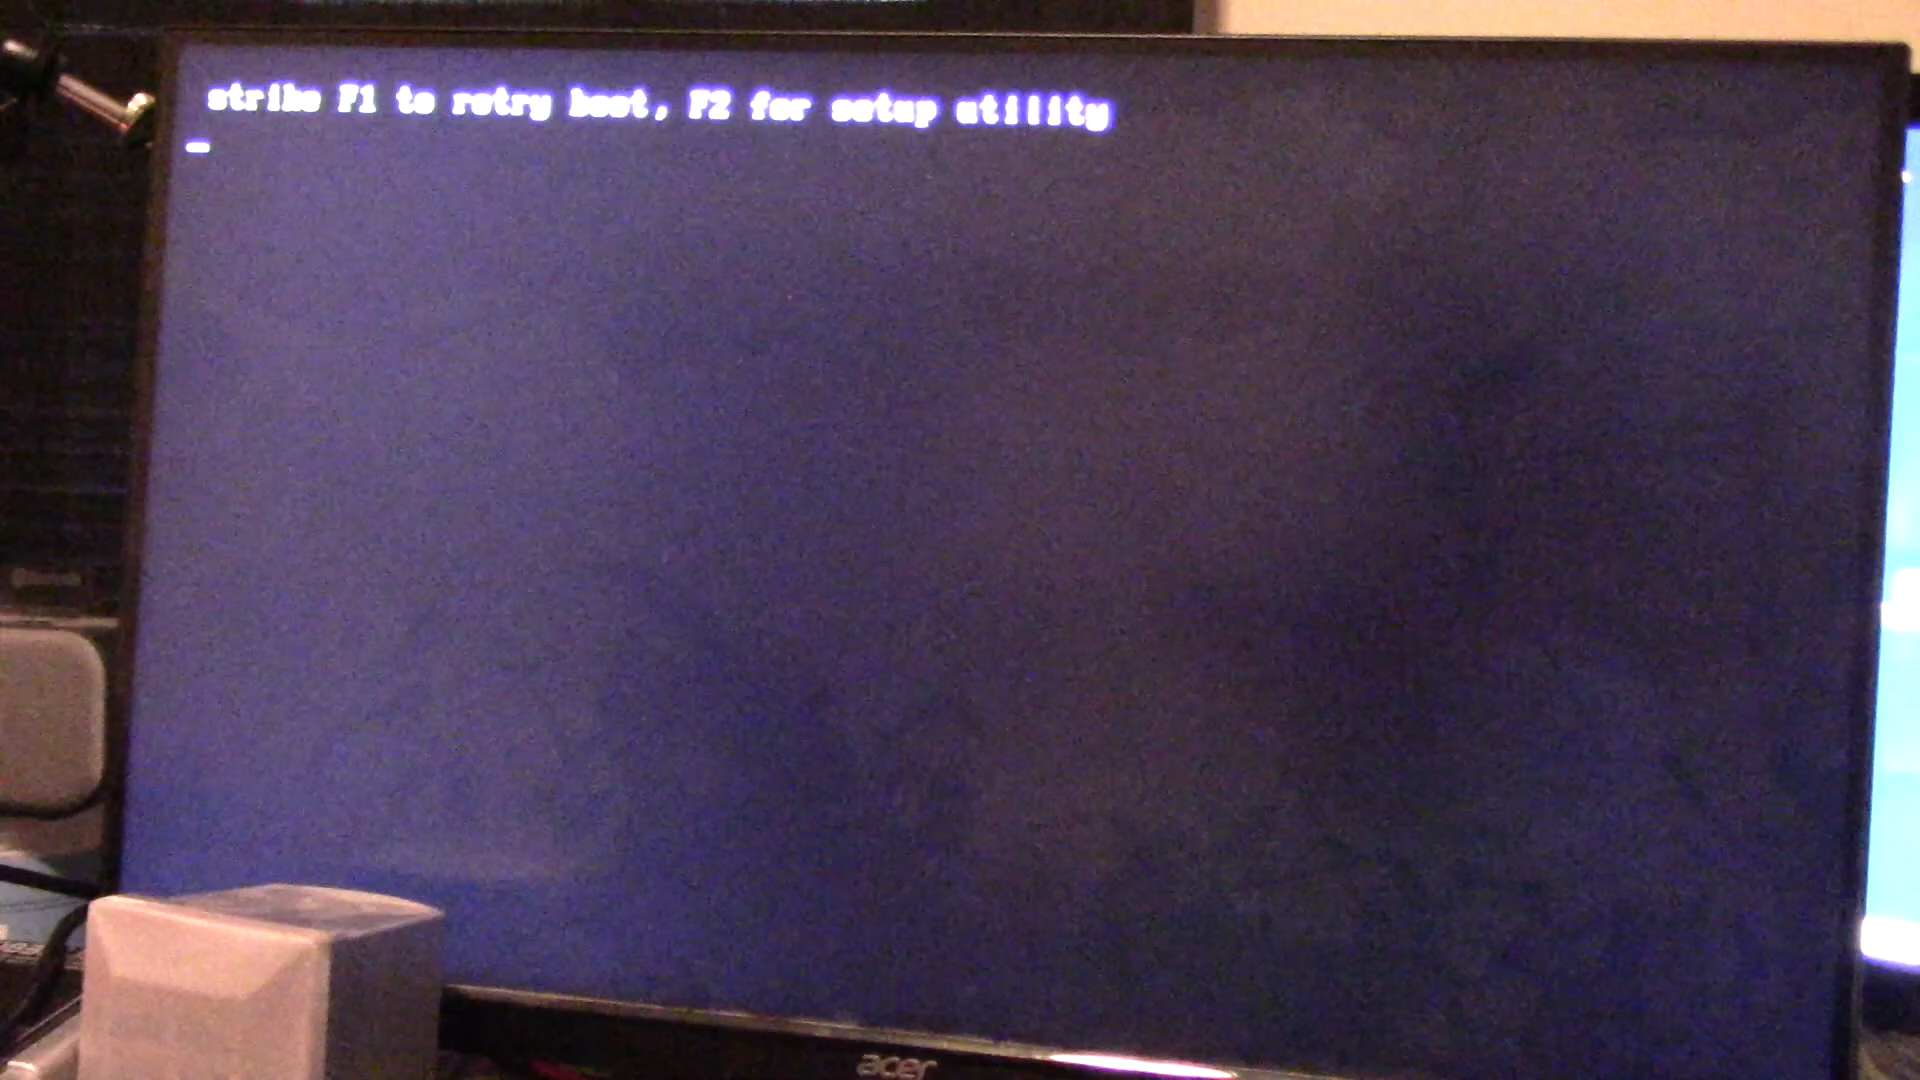 strike F1 to retry boot, F2 for setup utility
acer